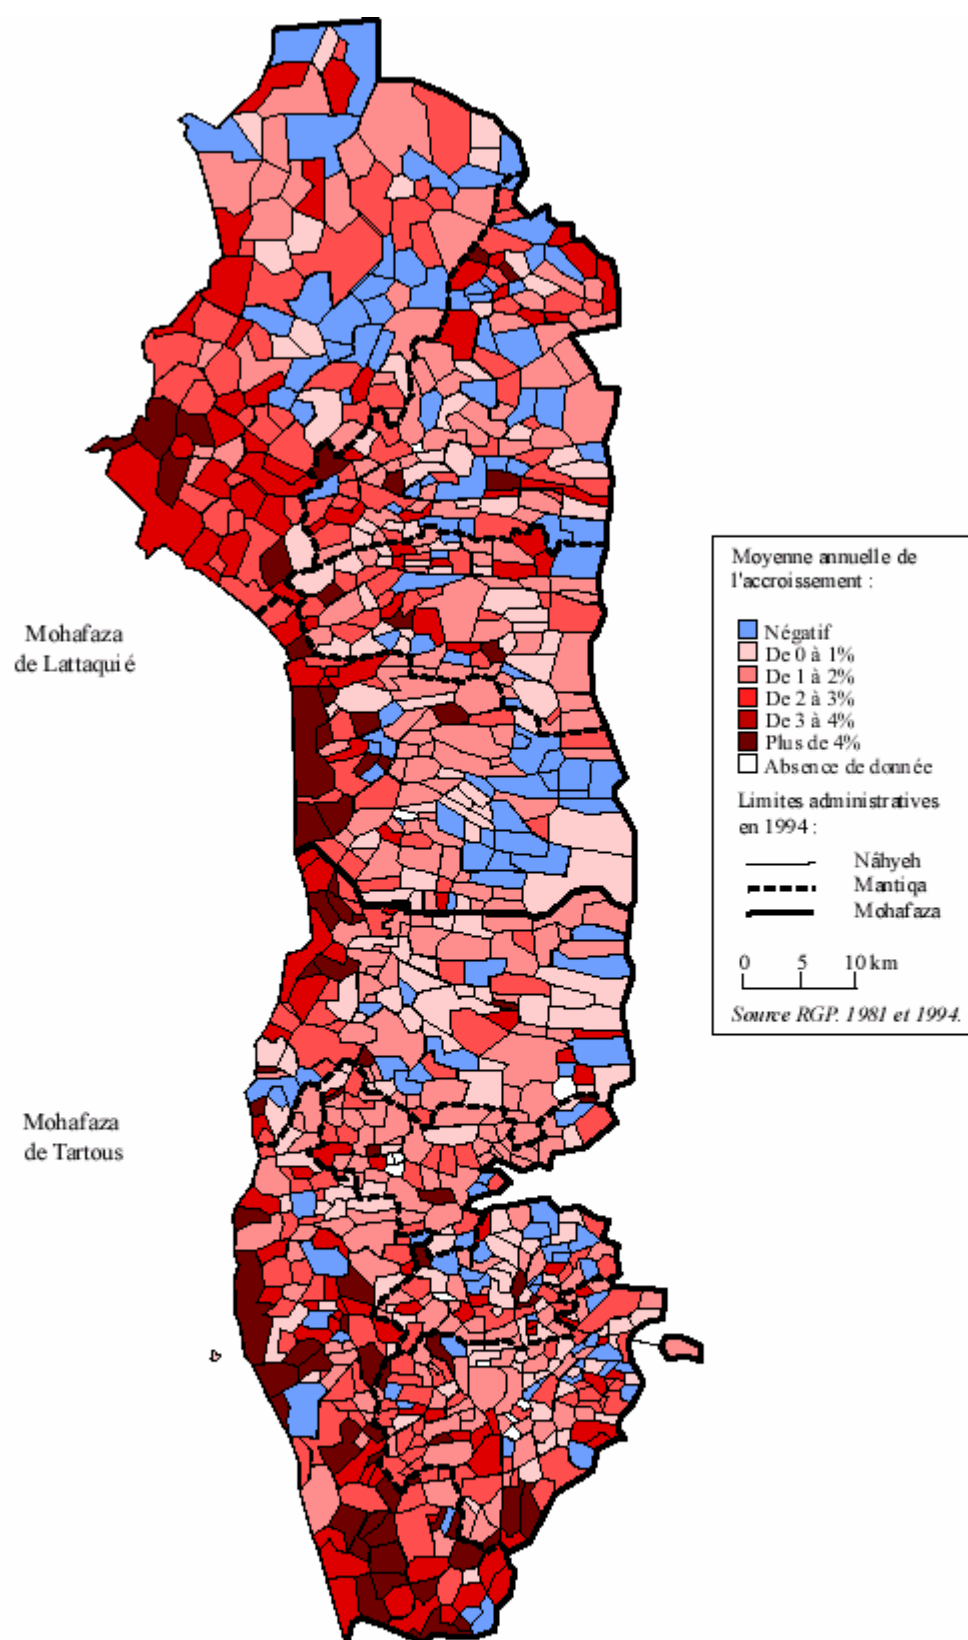 Mohafaza
de Lattaquié
Mohafaza
de Tartous
Moyenne annuelle de
l'accroissement :
Négatif
De 0 à 1%
De 1 à 2%
De 2 à 3%
De 3 à 4%
Plus de 4%
Absence de donnée
Limites administratives
en 1994 :
Nâhyeh
Mantiqa
Mohafaza
0 5 10 km
Source RGP. 1981 et 1994.